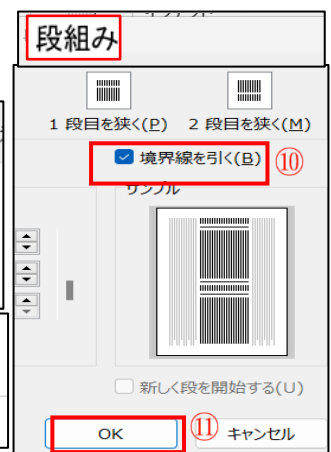 段組み
1 段目を狭く(P) 2 段目を狭く(M)
境界線を引く(B) ⑩
サンプル
新しく段を開始する(U)
OK ⑪ キャンセル